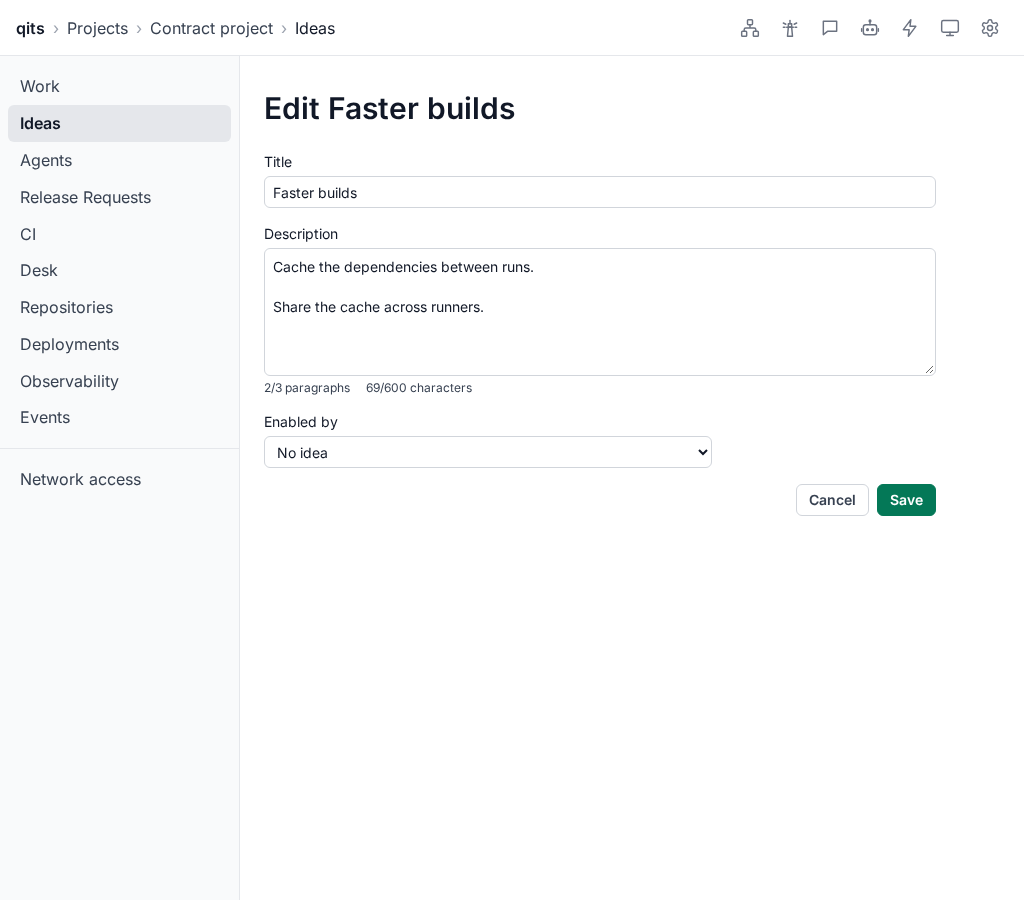 qits › Projects › Contract project › Ideas
Work
Ideas
Agents
Release Requests
CI
Desk
Repositories
Deployments
Observability
Events
Network access
Edit Faster builds
Title
Faster builds
Description
Cache the dependencies between runs.
Share the cache across runners.
2/3 paragraphs 69/600 characters
Enabled by
No idea
Cancel Save